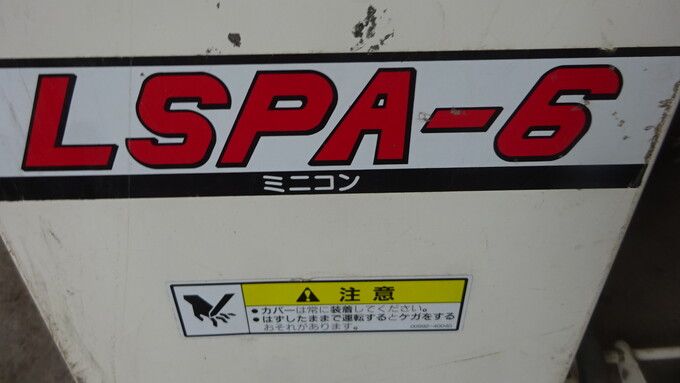 LSPA-6
ミニコン
注意
●カバーは常に装着してください。
●はずしたままで運転するとケガをする
おそれがあります。